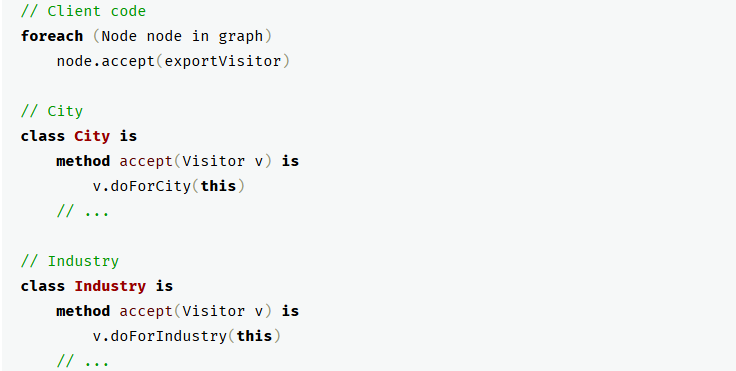 // Client code
foreach (Node node in graph)
    node.accept(exportVisitor)

// City
class City is
    method accept(Visitor v) is
        v.doForCity(this)
    // ...

// Industry
class Industry is
    method accept(Visitor v) is
        v.doForIndustry(this)
    // ...